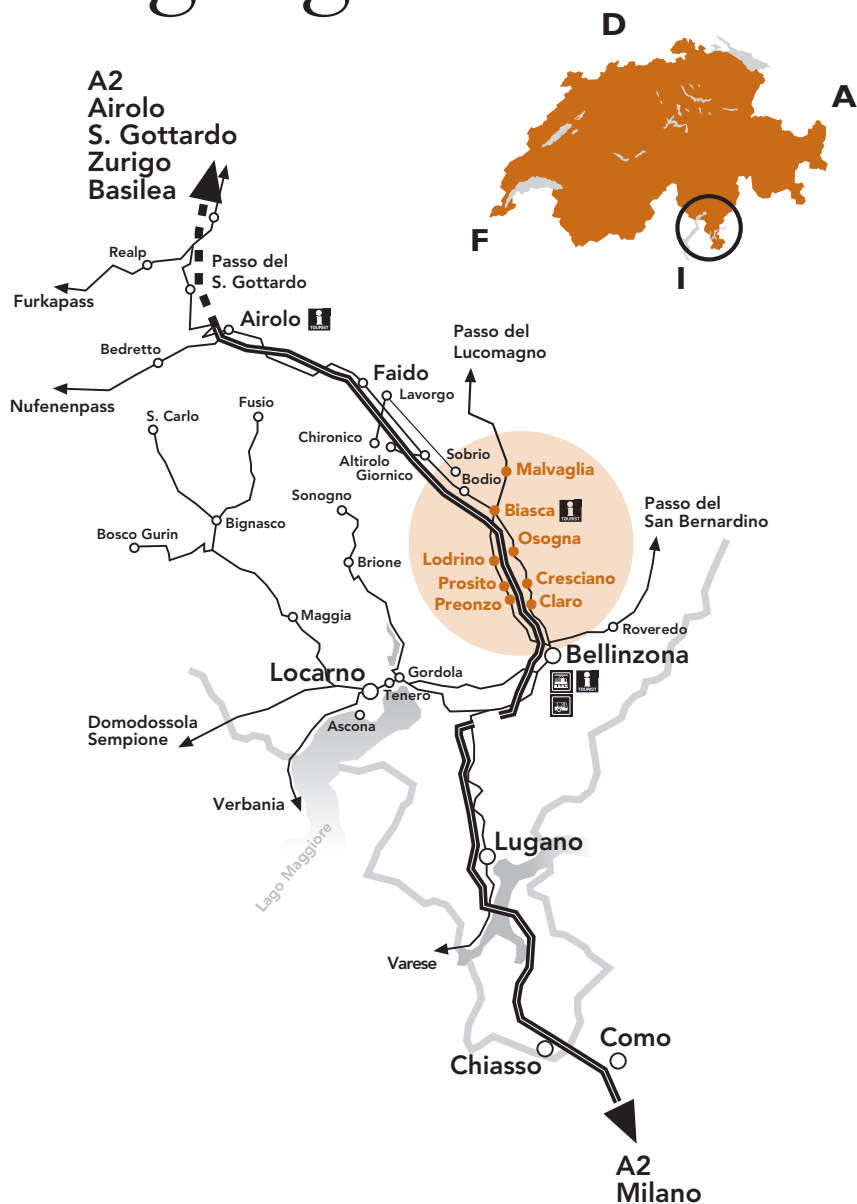 D
A
F
I
A2
Airolo
S. Gottardo
Zurigo
Basilea
Realp
Passo del
S. Gottardo
Furkapass
Airolo
i
TOURIST
Passo del
Lucomagno
Bedretto
Faido
Lavorgo
Nufenenpass
S. Carlo
Fusio
Chironico
Altirolo
Giornico
Sobrio
Bodio
Malvaglia
Sonogno
Biasca
i
TOURIST
Passo del
San Bernardino
Bignasco
Bosco Gurin
Osogna
Brione
Lodrino
Prosito
Preonzo
Cresciano
Claro
Maggia
Roveredo
Bellinzona
i
TOURIST
Locarno
Gordola
Tenero
Ascona
Domodossola
Sempione
Verbania
Lago Maggiore
Lugano
Varese
Chiasso
Como
A2
Milano